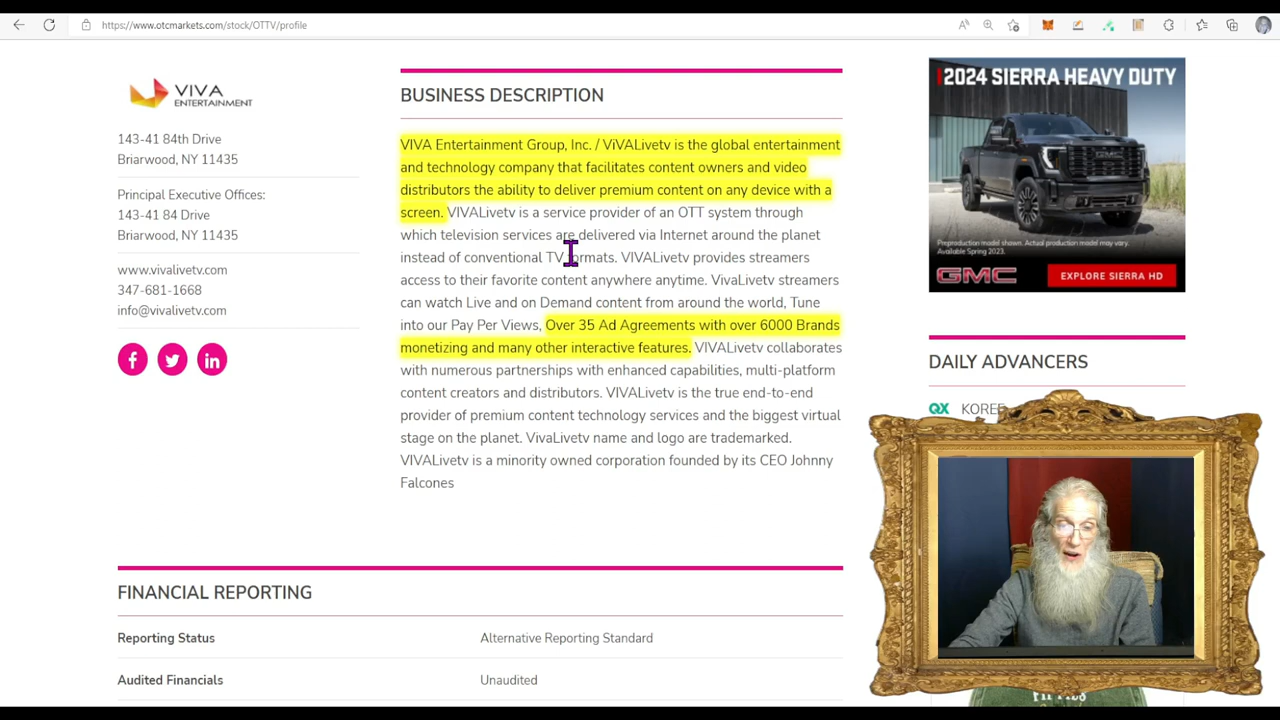 https://www.otcmarkets.com/stock/OTTV/profile
VIVA
ENTERTAINMENT
143-41 84th Drive
Briarwood, NY 11435
Principal Executive Offices:
143-41 84 Drive
Briarwood, NY 11435
www.vivalivetv.com
347-681-1668
info@vivalivetv.com
BUSINESS DESCRIPTION
VIVA Entertainment Group, Inc. / ViVALivetv is the global entertainment
and technology company that facilitates content owners and video
distributors the ability to deliver premium content on any device with a
screen. VIVALivetv is a service provider of an OTT system through
which television services are delivered via Internet around the planet
instead of conventional TV formats. VIVALivetv provides streamers
access to their favorite content anywhere anytime. VivaLivetv streamers
can watch Live and on Demand content from around the world, Tune
into our Pay Per Views, Over 35 Ad Agreements with over 6000 Brands
monetizing and many other interactive features. VIVALivetv collaborates
with numerous partnerships with enhanced capabilities, multi-platform
content creators and distributors. VIVALivetv is the true end-to-end
provider of premium content technology services and the biggest virtual
stage on the planet. VivaLivetv name and logo are trademarked.
VIVALivetv is a minority owned corporation founded by its CEO Johnny
Falcones
2024 SIERRA HEAVY DUTY
Preproduction model shown. Actual production model may vary.
Available Spring 2023.
GMC
EXPLORE SIERRA HD
DAILY ADVANCERS
QX KOREE
FINANCIAL REPORTING
Reporting Status Alternative Reporting Standard
Audited Financials Unaudited